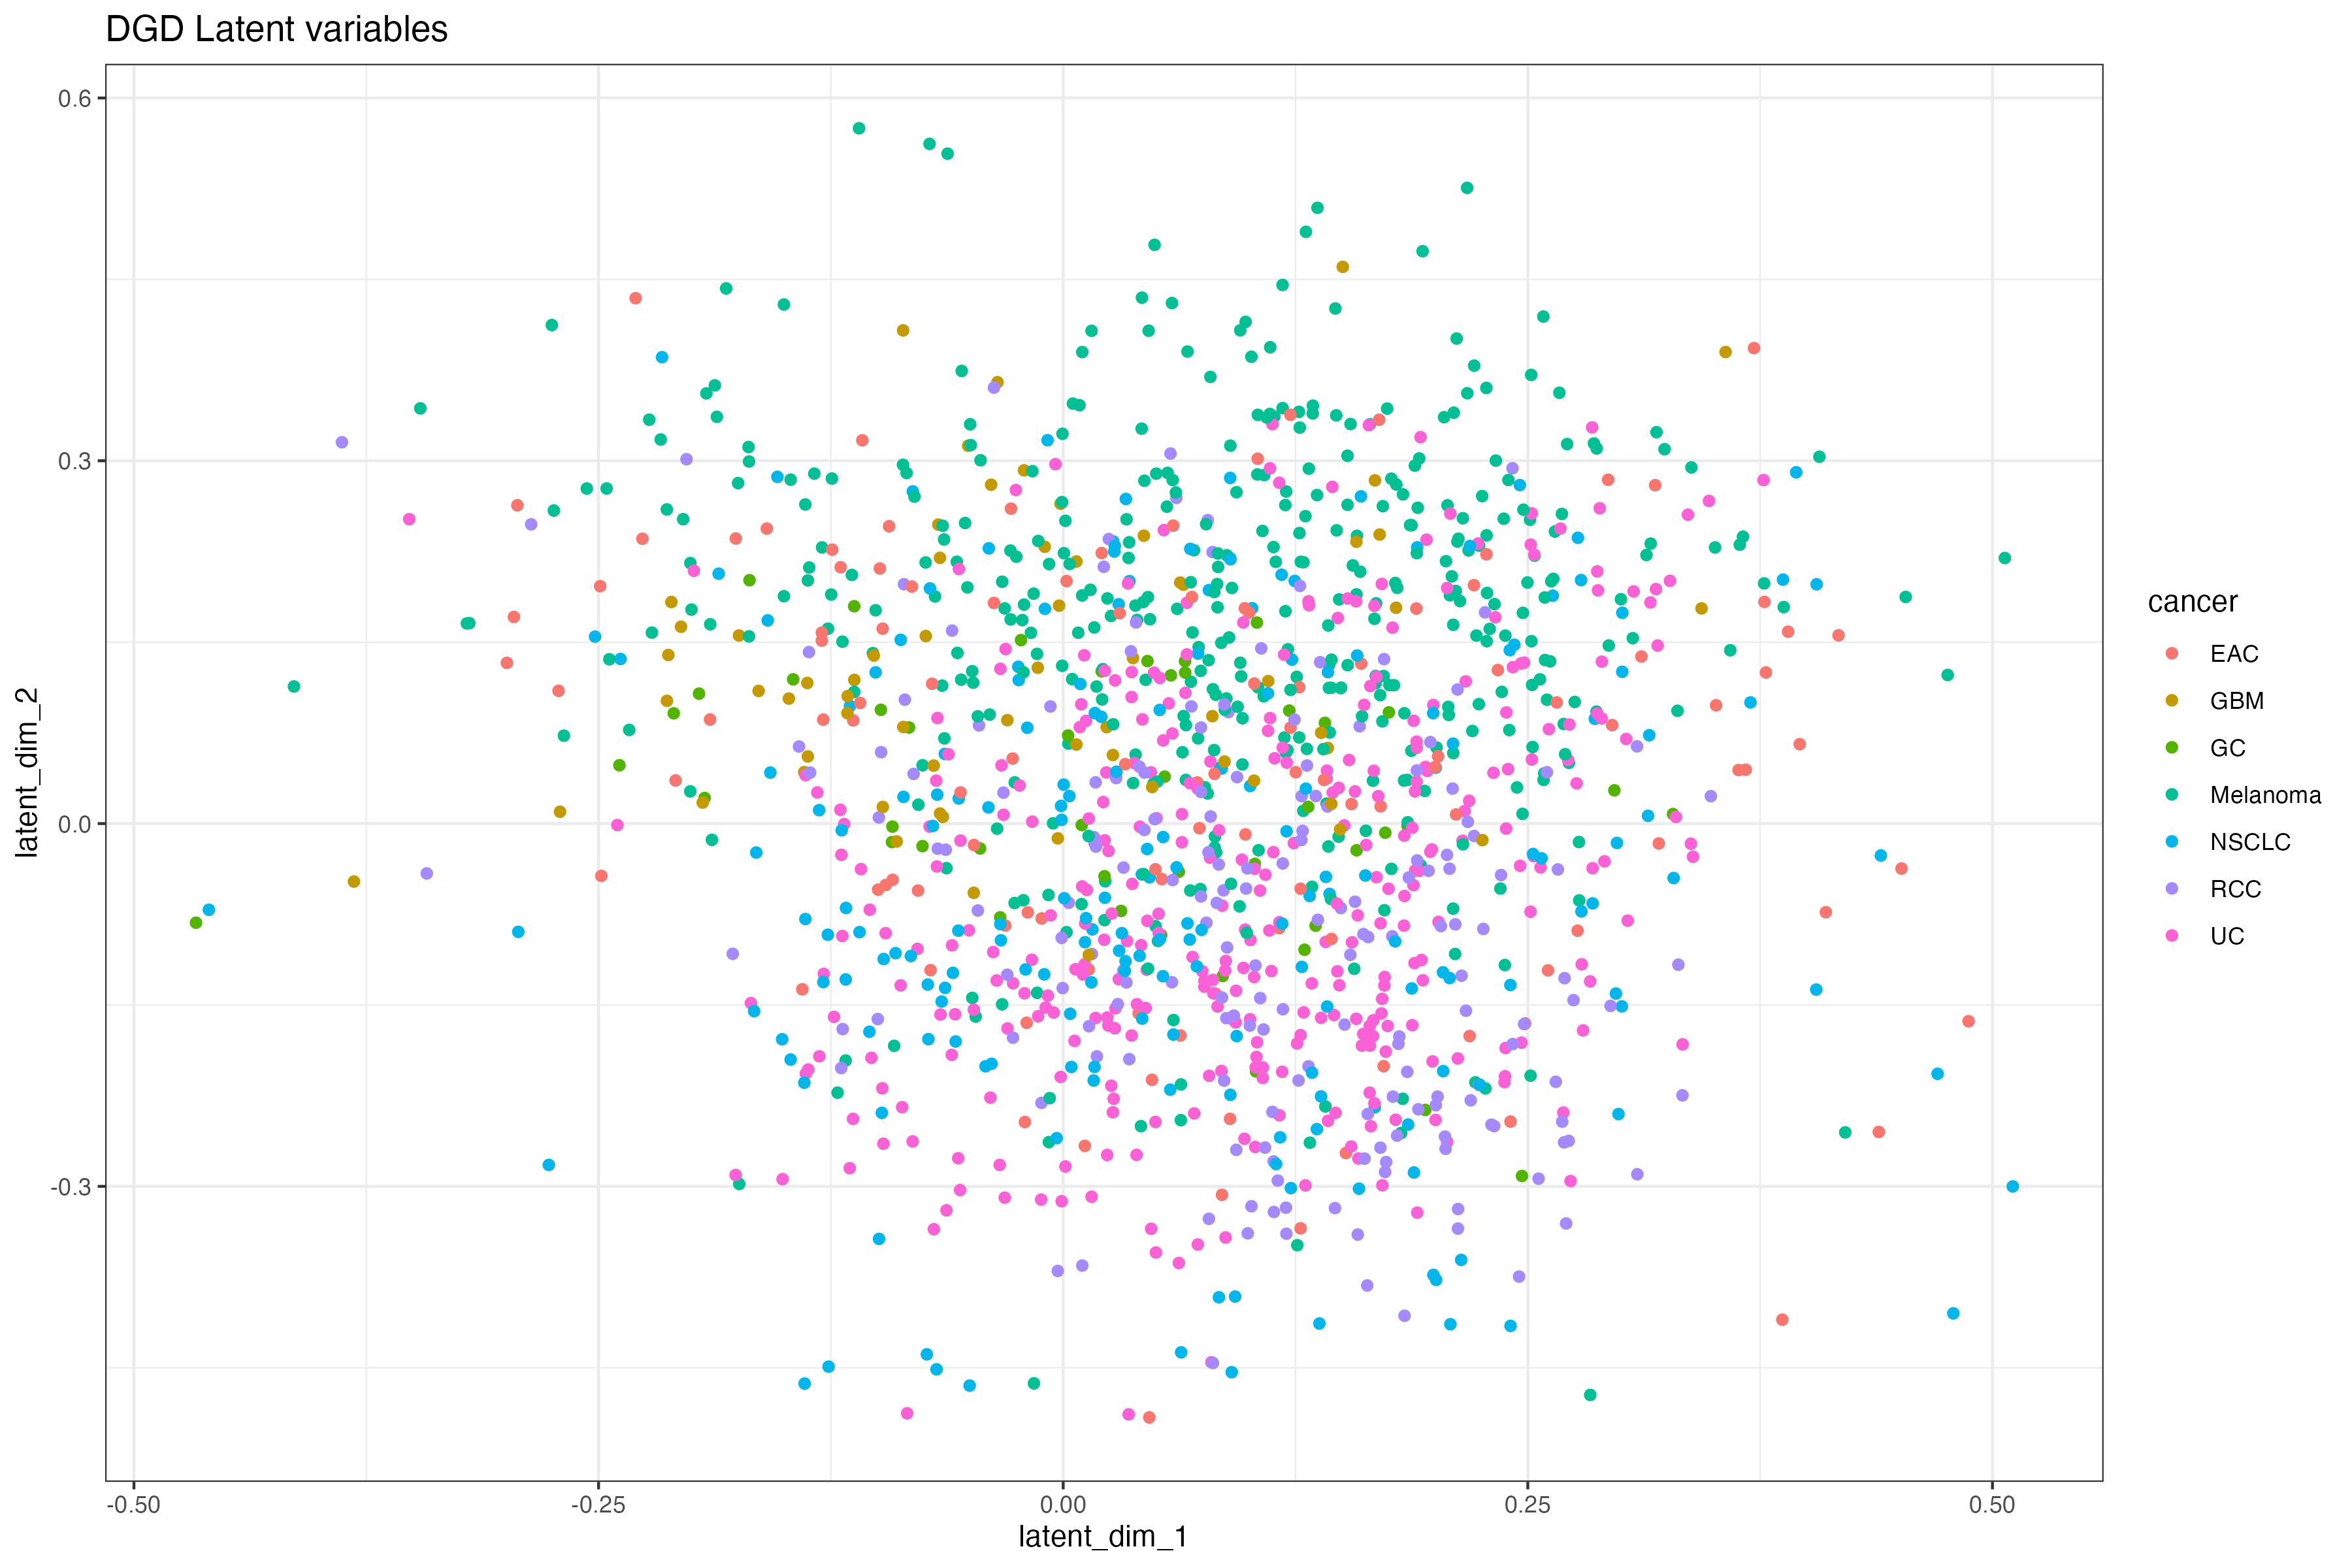 DGD Latent variables
0.6
0.3
0.0
-0.3
latent_dim_2
-0.50
-0.25
0.00
0.25
0.50
latent_dim_1
cancer
EAC
GBM
GC
Melanoma
NSCLC
RCC
UC